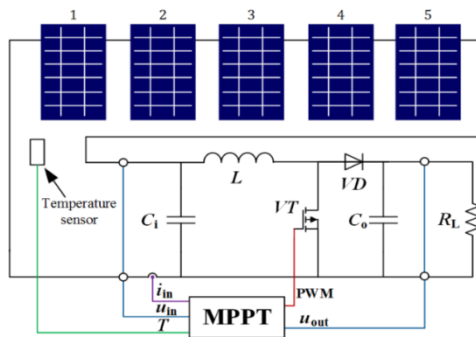 1 2 3 4 5
Temperature
sensor
L
VD
Ci
VT
Co
RL
iin
PWM
uin
MPPT
uout
T